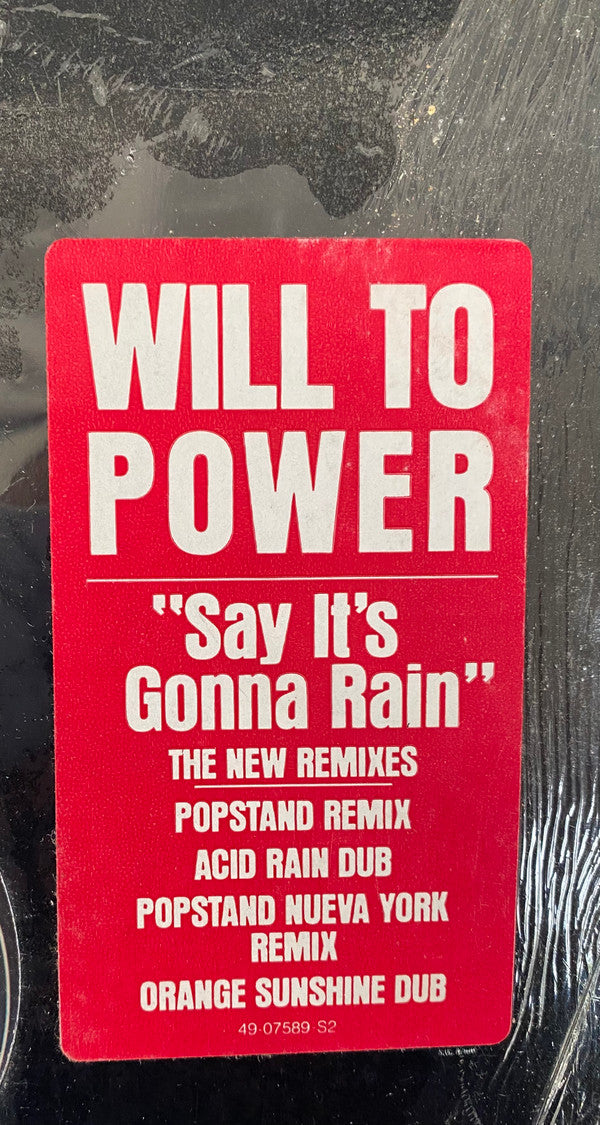 WILL TO
POWER
"Say It's
Gonna Rain"
THE NEW REMIXES
POPSTAND REMIX
ACID RAIN DUB
POPSTAND NUEVA YORK
REMIX
ORANGE SUNSHINE DUB
49-07589-S2